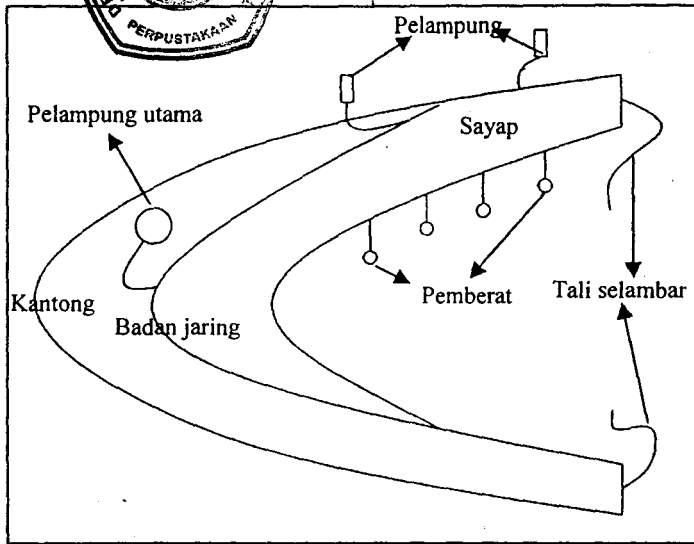 PERPUSTAKAAN
Pelampung
Pelampung utama
Sayap
Kantong
Badan jaring
Pemberat
Tali selambar